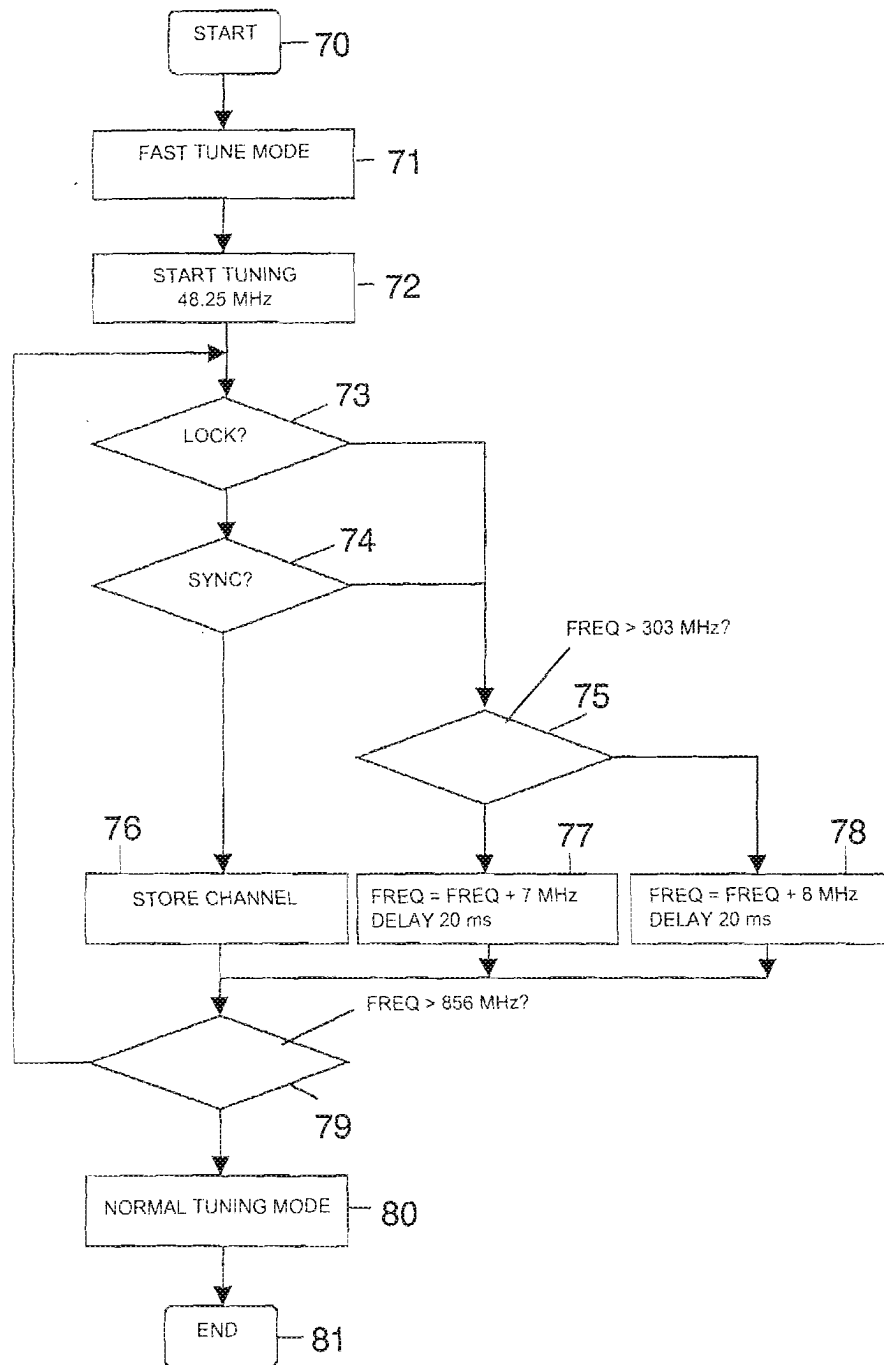 START
70
FAST TUNE MODE
71
START TUNING
48.25 MHz
72
73
LOCK?
74
SYNC?
FREQ > 303 MHz?
75
76
77
78
STORE CHANNEL
FREQ = FREQ + 7 MHz
DELAY 20 ms
FREQ = FREQ + 8 MHz
DELAY 20 ms
FREQ > 856 MHz?
79
NORMAL TUNING MODE
80
END
81